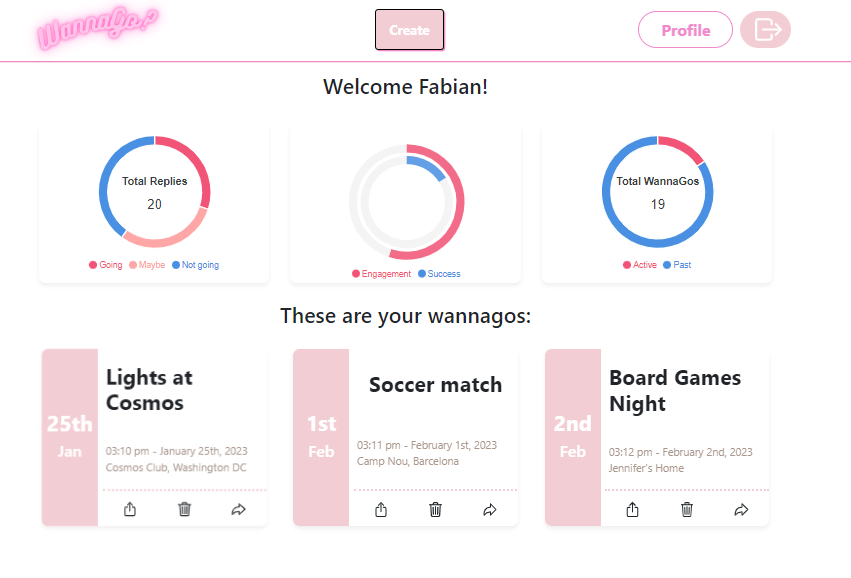 WannaGo?
Create
Profile
Welcome Fabian!
Total Replies
20
Going Maybe Not going
Engagement Success
Total WannaGos
19
Active Past
These are your wannagos:
25th
Jan
Lights at
Cosmos
03:10 pm - January 25th, 2023
Cosmos Club, Washington DC
1st
Feb
Soccer match
03:11 pm - February 1st, 2023
Camp Nou, Barcelona
2nd
Feb
Board Games
Night
03:12 pm - February 2nd, 2023
Jennifer's Home